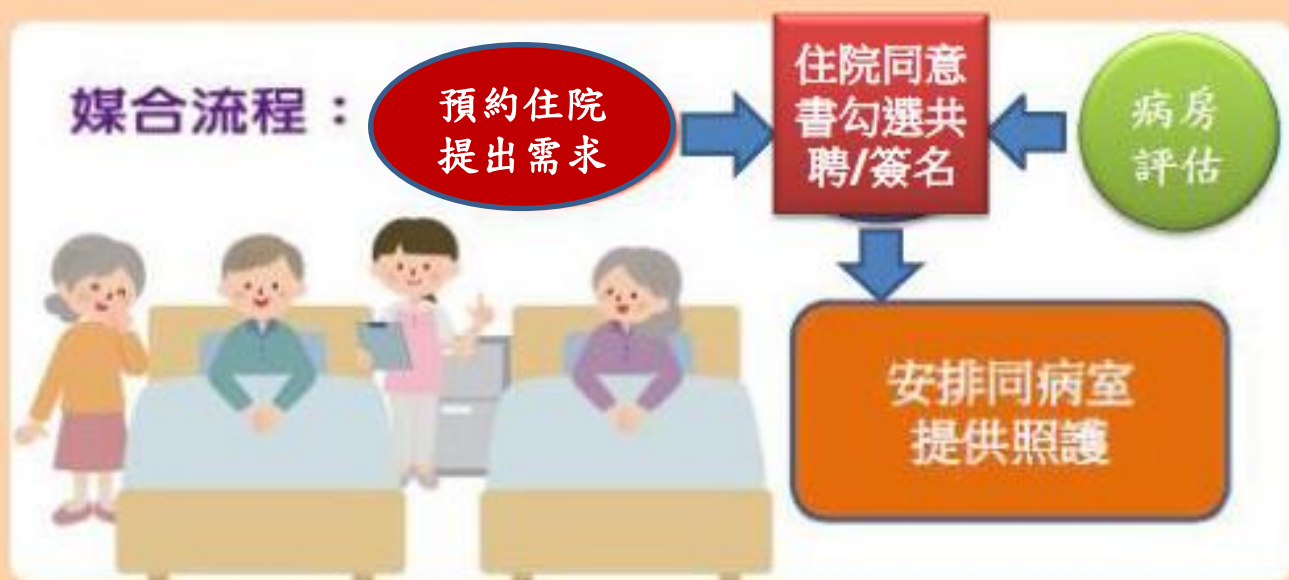 媒合流程：
預約住院
提出需求
住院同意
書勾選共
聘/簽名
病房
評估
安排同病室
提供照護